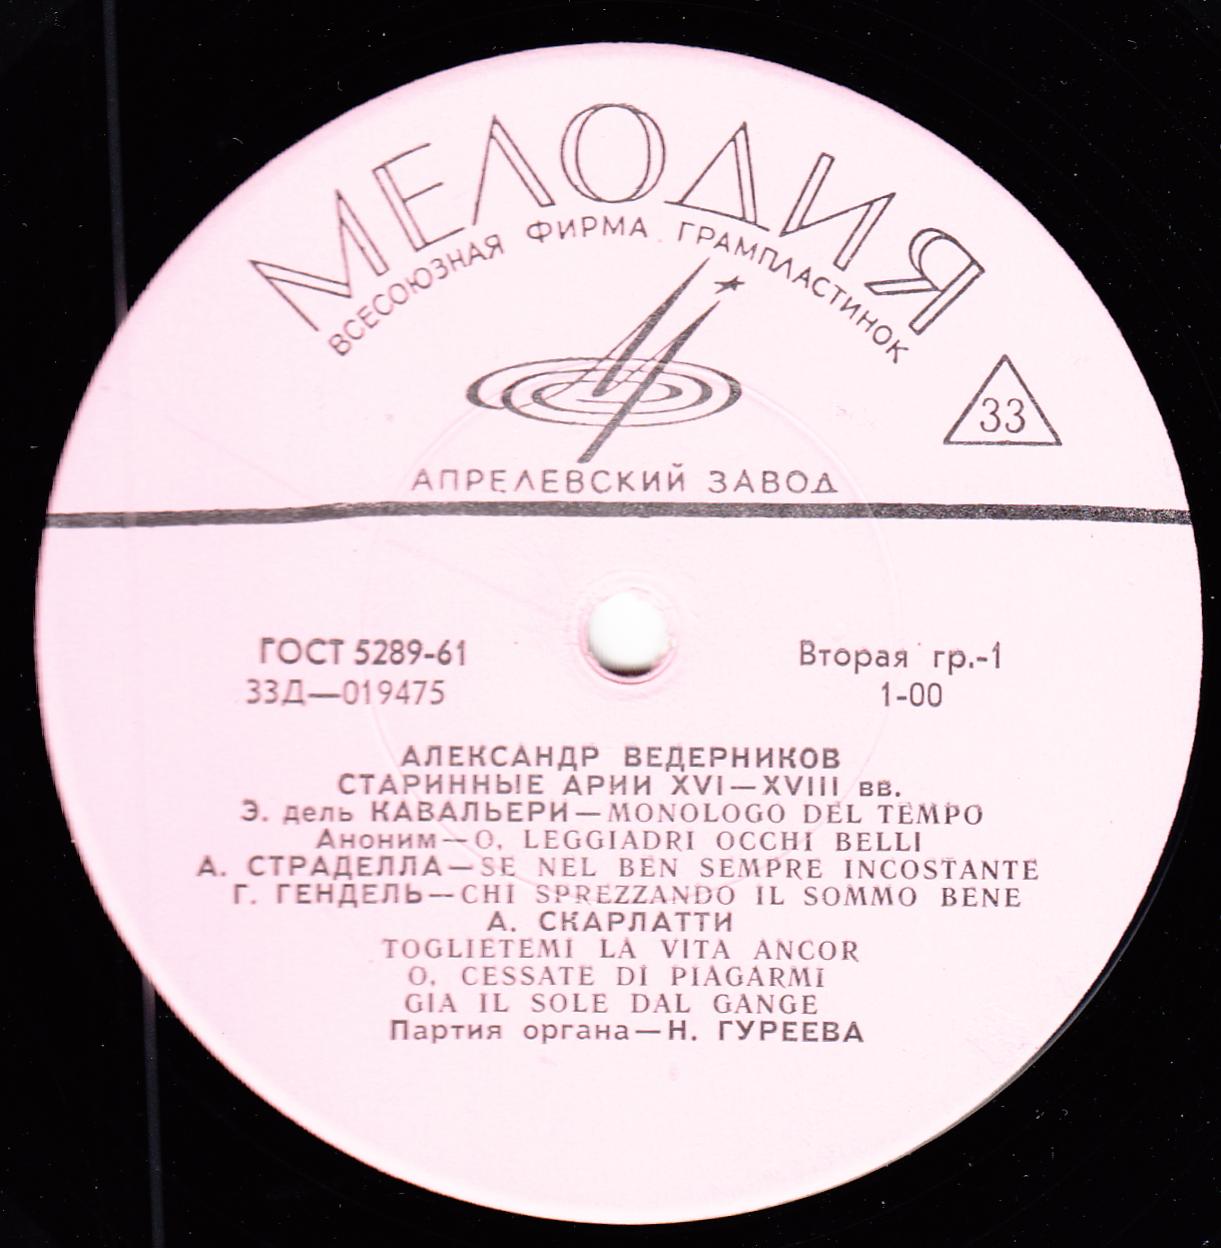 МЕЛОДИЯ
ВСЕСОЮЗНАЯ ФИРМА ГРАМПЛАСТИНОК
33
АПРЕЛЕВСКИЙ ЗАВОД
ГОСТ 5289-61
Вторая гр.-1
33Д—019475
1-00
АЛЕКСАНДР ВЕДЕРНИКОВ
СТАРИННЫЕ АРИИ XVI—XVIII вв.
Э. дель КАВАЛЬЕРИ—MONOLOGO DEL TEMPO
Аноним—O, LEGGIADRI OCCHI BELLI
А. СТРАДЕЛЛА—SE NEL BEN SEMPRE INCOSTANTE
Г. ГЕНДЕЛЬ—CHI SPREZZANDO IL SOMMO BENE
А. СКАРЛАТТИ
TOGLIETEMI LA VITA ANCOR
O, CESSATE DI PIAGARMI
GIA IL SOLE DAL GANGE
Партия органа—Н. ГУРЕЕВА